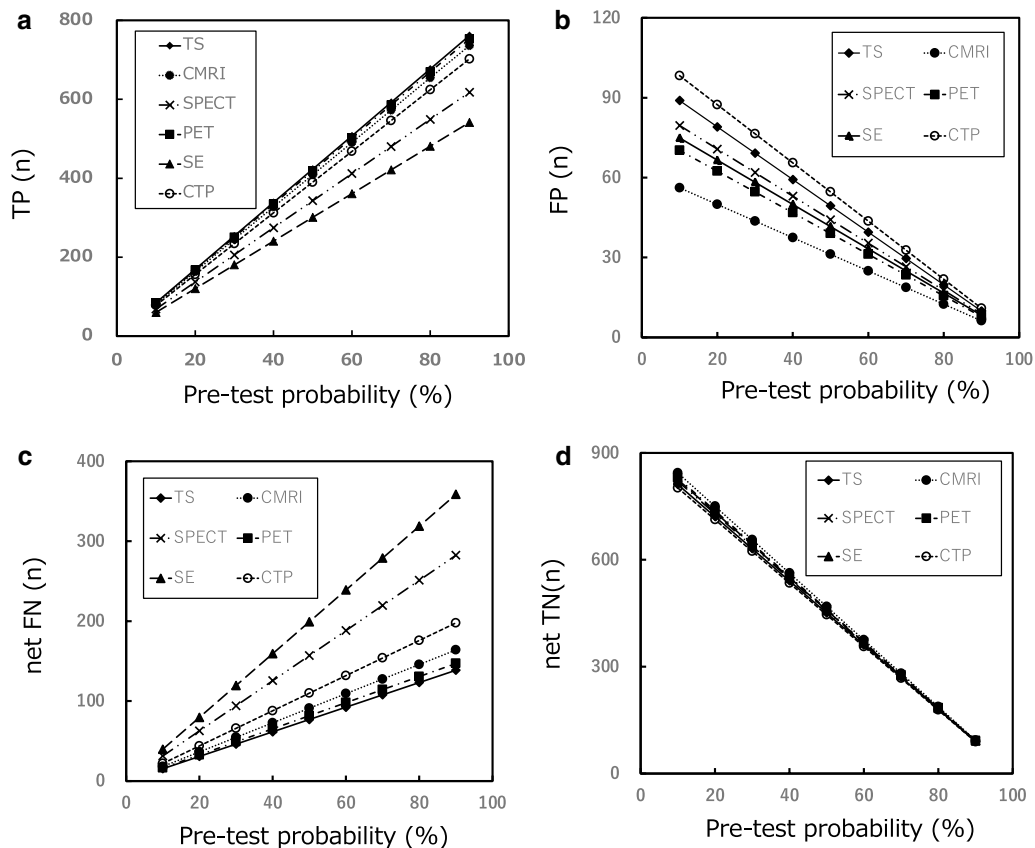 a
800
600
400
200
0
TP (n)
TS
CMRI
SPECT
PET
SE
CTP
0 20 40 60 80 100
Pre-test probability (%)
b
120
90
60
30
0
FP (n)
TS CMRI
SPECT PET
SE CTP
0 20 40 60 80 100
Pre-test probability (%)
c
400
300
200
100
0
net FN (n)
TS CMRI
SPECT PET
SE CTP
0 20 40 60 80 100
Pre-test probability (%)
d
900
600
300
0
net TN(n)
TS CMRI
SPECT PET
SE CTP
0 20 40 60 80 100
Pre-test probability (%)